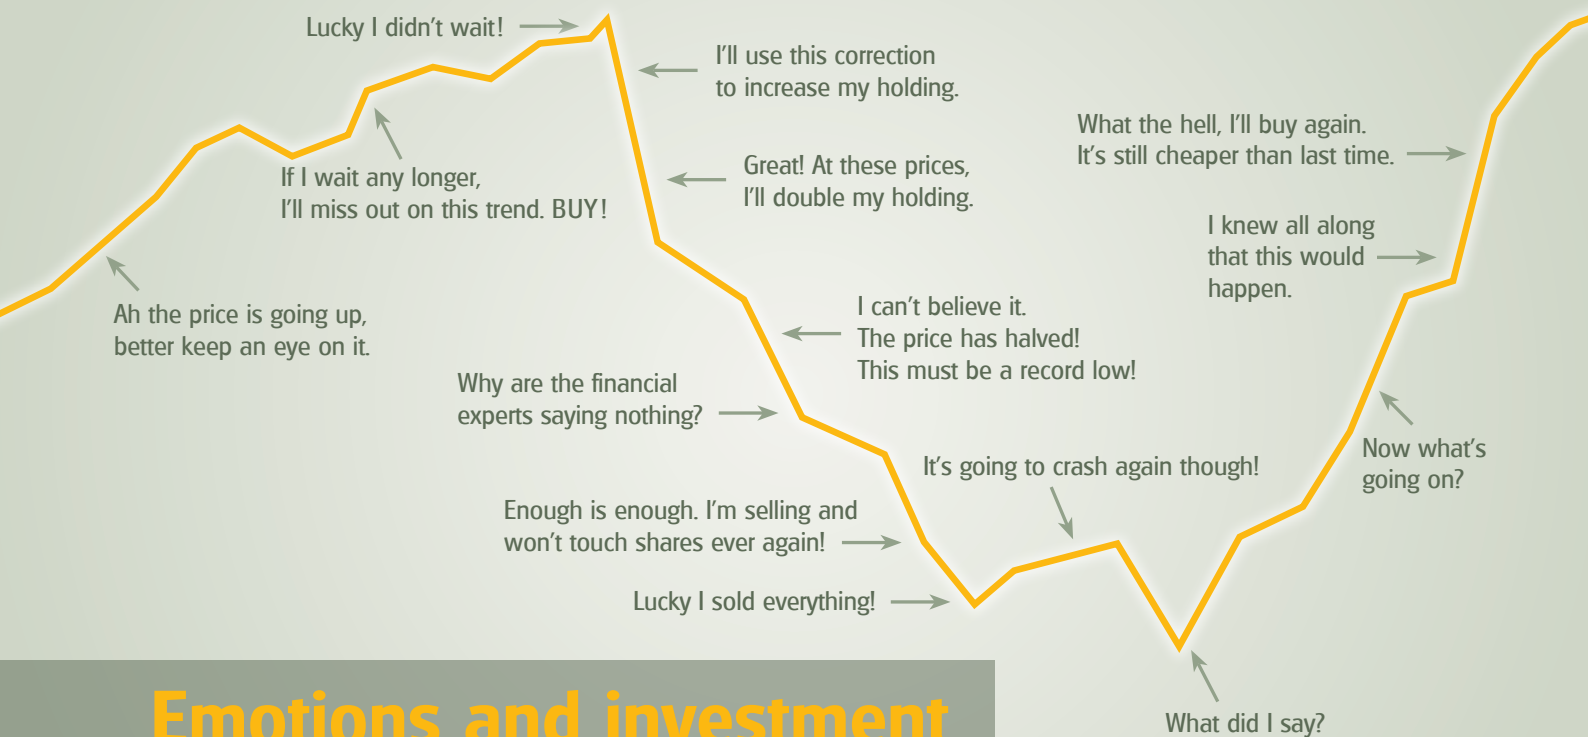 Lucky I didn't wait!
I'll use this correction
to increase my holding.
If I wait any longer,
I'll miss out on this trend. BUY!
Great! At these prices,
I'll double my holding.
What the hell, I'll buy again.
It's still cheaper than last time.
I knew all along
that this would
happen.
Ah the price is going up,
better keep an eye on it.
I can't believe it.
The price has halved!
This must be a record low!
Why are the financial
experts saying nothing?
It's going to crash again though!
Now what's
going on?
Enough is enough. I'm selling and
won't touch shares ever again!
Lucky I sold everything!
What did I say?
Emotions and investment